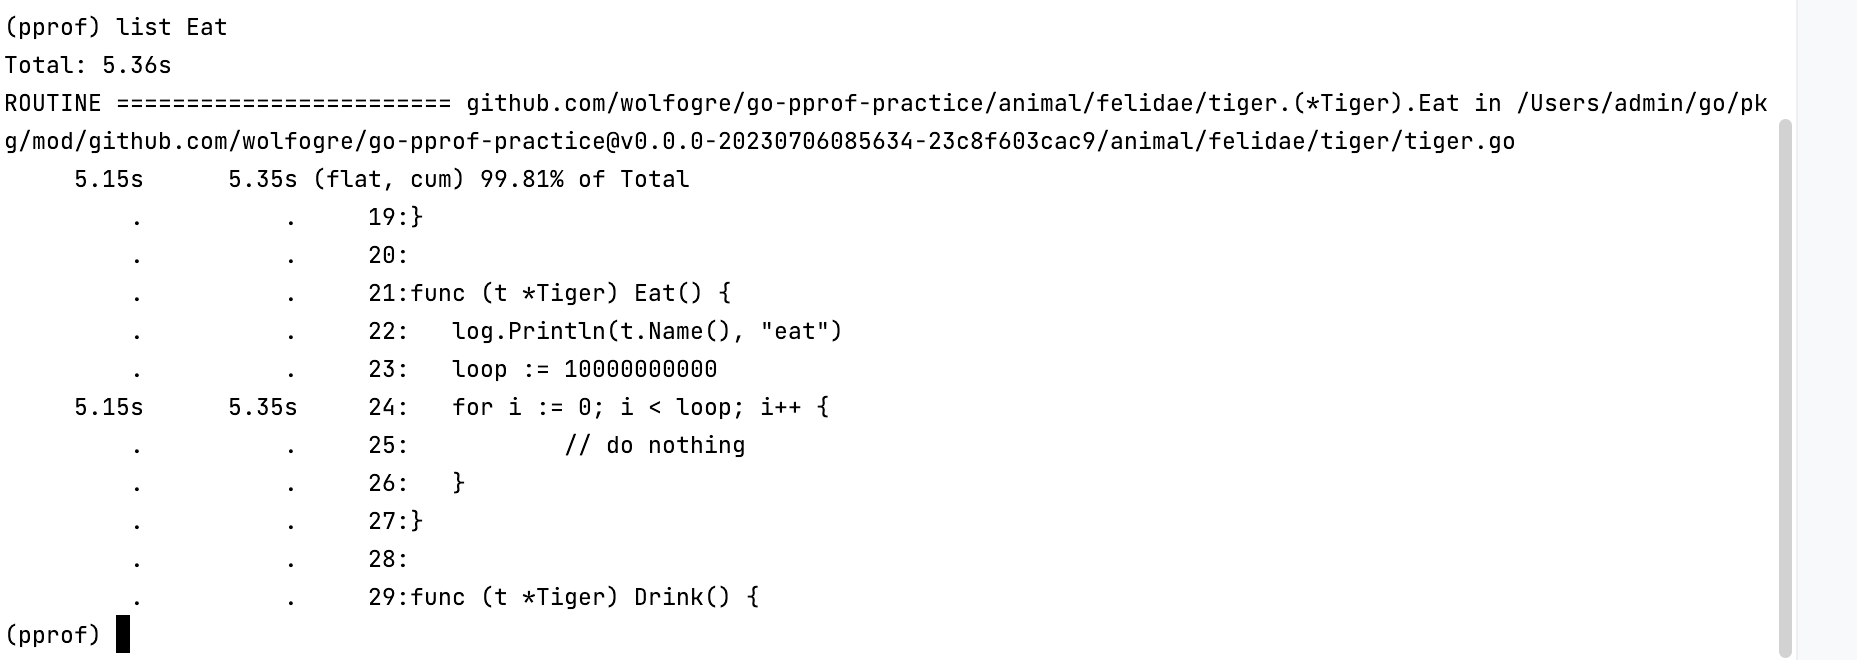 (pprof) list Eat
Total: 5.36s
ROUTINE ======================== github.com/wolfogre/go-pprof-practice/animal/felidae/tiger.(*Tiger).Eat in /Users/admin/go/pk
g/mod/github.com/wolfogre/go-pprof-practice@v0.0.0-20230706085634-23c8f603cac9/animal/felidae/tiger/tiger.go
     5.15s      5.35s (flat, cum) 99.81% of Total
         .          .     19:}
         .          .     20:
         .          .     21:func (t *Tiger) Eat() {
         .          .     22:   log.Println(t.Name(), "eat")
         .          .     23:   loop := 10000000000
     5.15s      5.35s     24:   for i := 0; i < loop; i++ {
         .          .     25:           // do nothing
         .          .     26:   }
         .          .     27:}
         .          .     28:
         .          .     29:func (t *Tiger) Drink() {
(pprof)